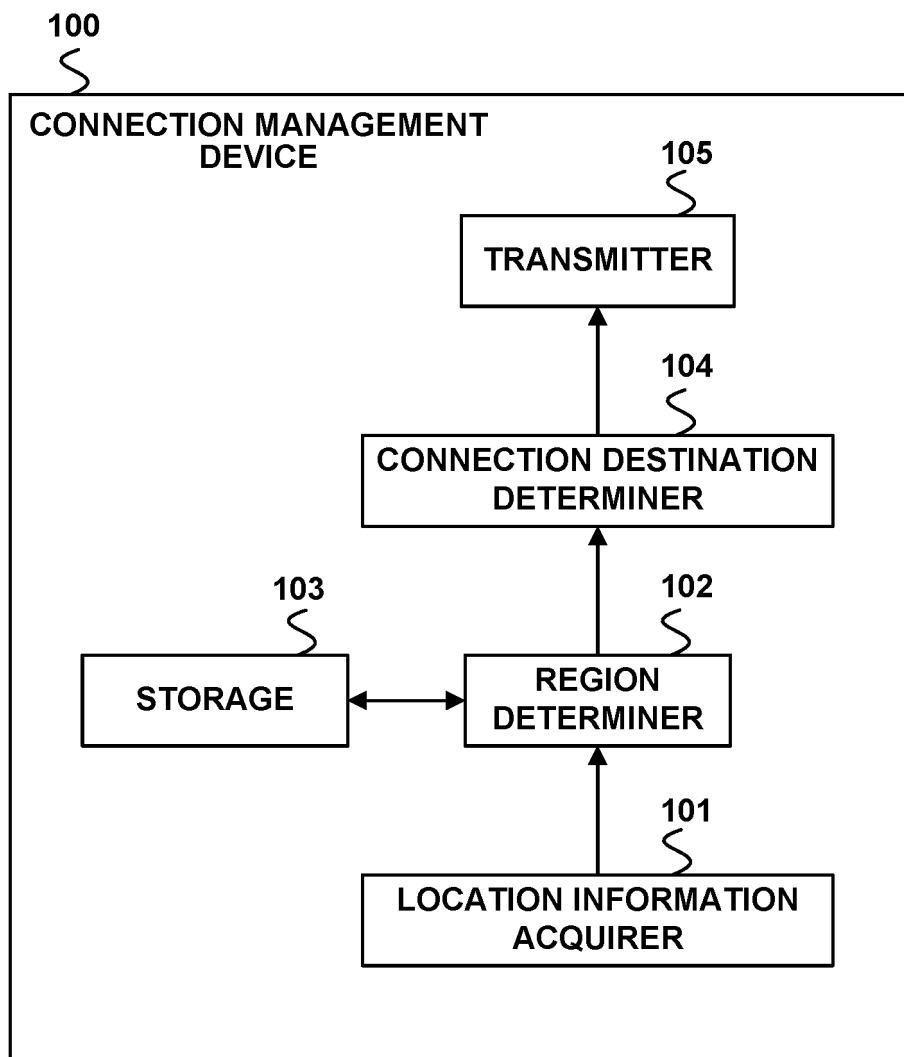 100
CONNECTION MANAGEMENT
DEVICE
105
TRANSMITTER
104
CONNECTION DESTINATION
DETERMINER
103
STORAGE
102
REGION
DETERMINER
101
LOCATION INFORMATION
ACQUIRER